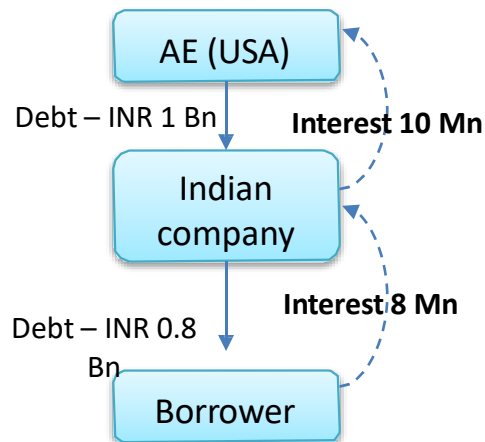 AE (USA)
Debt – INR 1 Bn
Interest 10 Mn
Indian
company
Interest 8 Mn
Debt – INR 0.8
Bn
Borrower